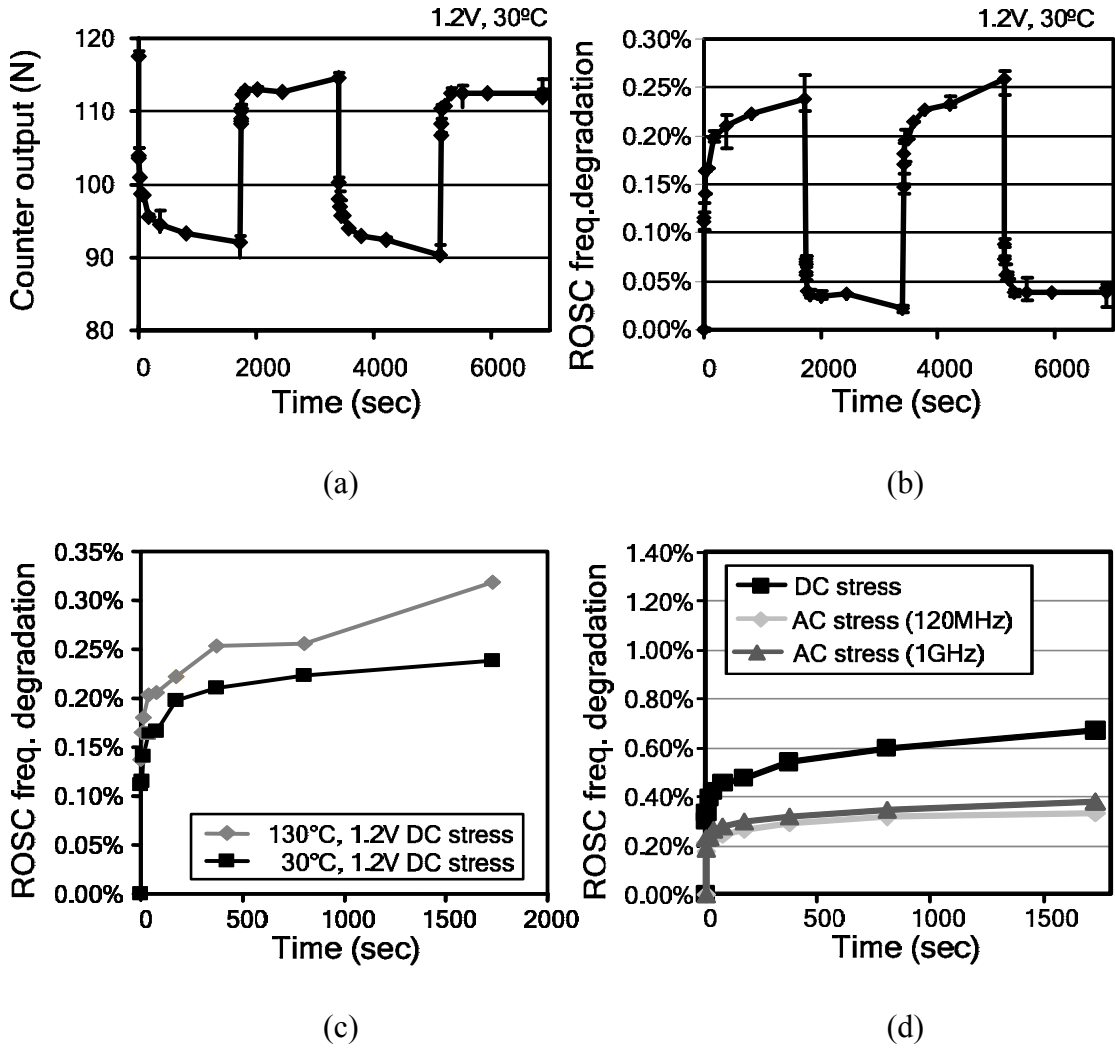 1.2V, 30ºC
Counter output (N)
120
110
100
90
80
0
2000
4000
6000
Time (sec)
(a)
1.2V, 30ºC
ROSC freq.degradation
0.30%
0.25%
0.20%
0.15%
0.10%
0.05%
0.00%
0
2000
4000
6000
Time (sec)
(b)
ROSC freq. degradation
0.35%
0.30%
0.25%
0.20%
0.15%
0.10%
0.05%
0.00%
130°C, 1.2V DC stress
30°C, 1.2V DC stress
0
500
1000
1500
2000
Time (sec)
(c)
ROSC freq. degradation
1.40%
1.20%
1.00%
0.80%
0.60%
0.40%
0.20%
0.00%
DC stress
AC stress (120MHz)
AC stress (1GHz)
0
500
1000
1500
Time (sec)
(d)